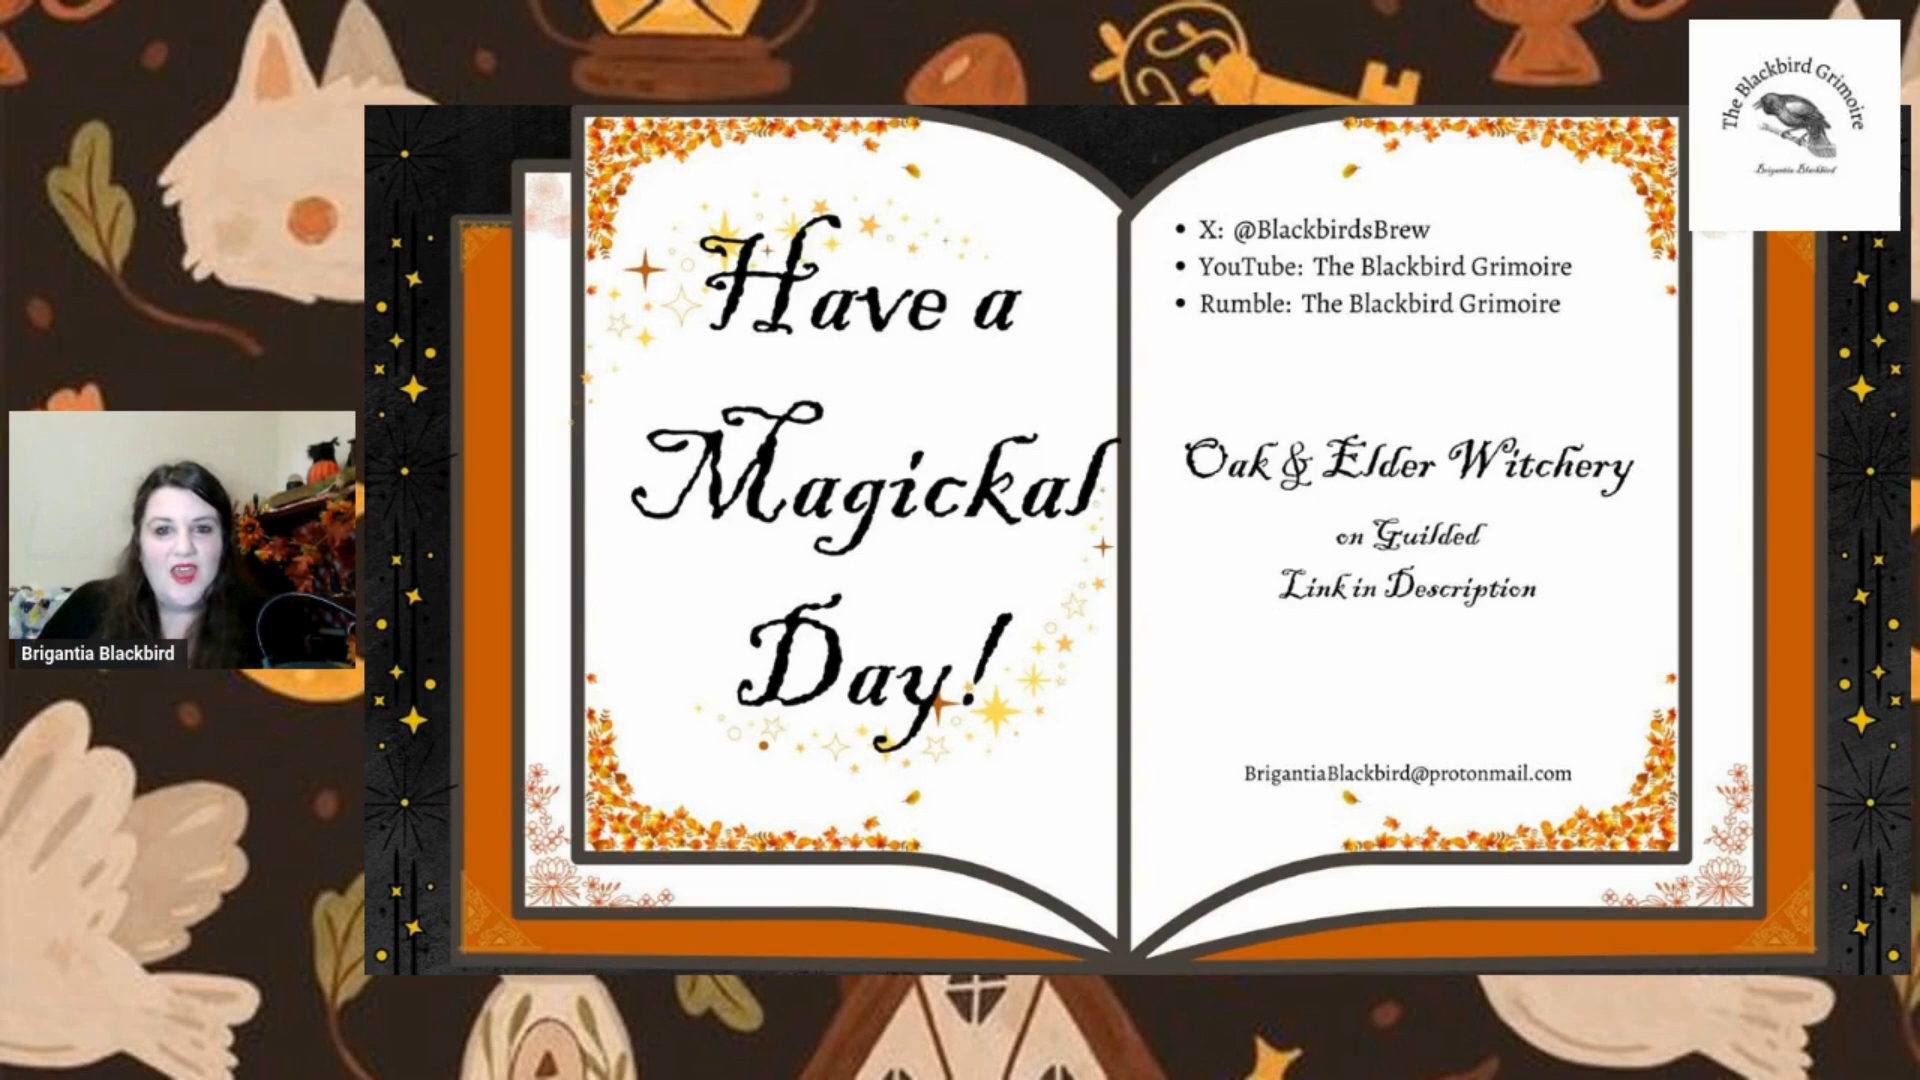 The Blackbird Grimoire
Brigantia Blackbird
Have a
Magickal
Day!
• X: @BlackbirdsBrew
• YouTube: The Blackbird Grimoire
• Rumble: The Blackbird Grimoire
Oak & Elder Witchery
on Guilded
Link in Description
BrigantiaBlackbird@protonmail.com
Brigantia Blackbird